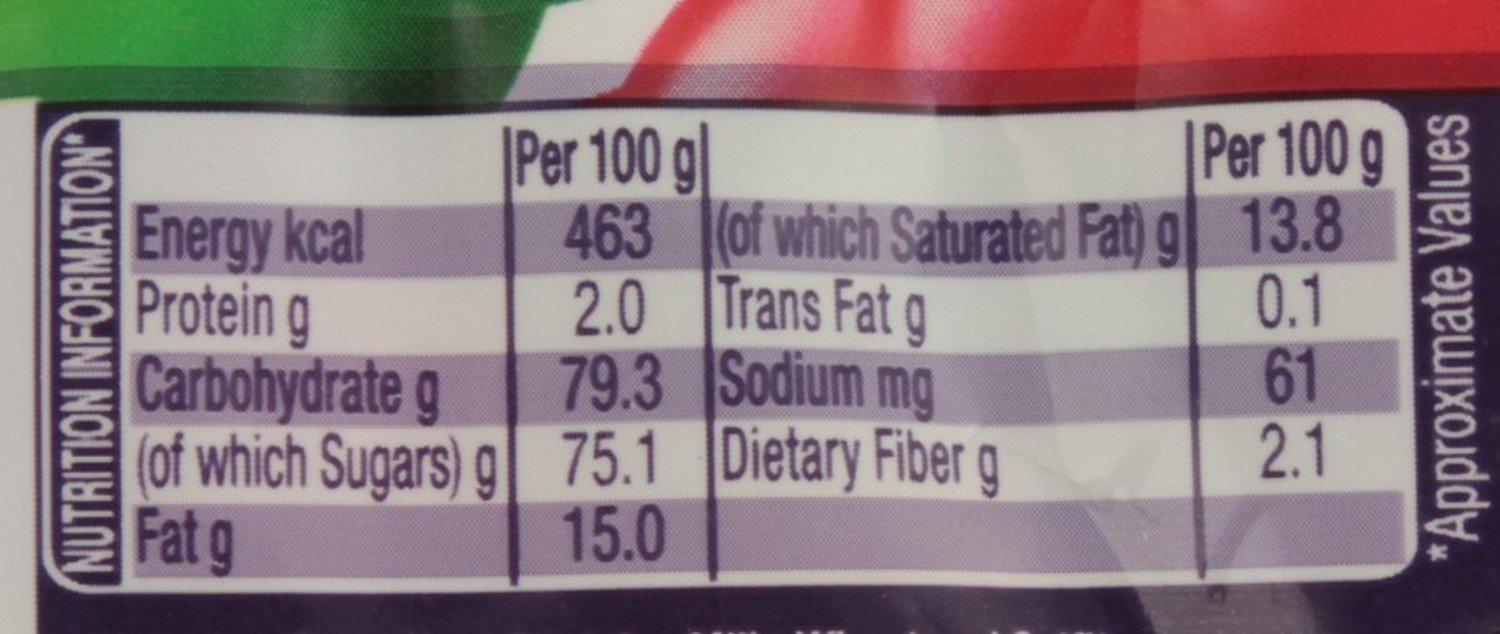 NUTRITION INFORMATION*
Per 100 g Per 100 g
Energy kcal 463 (of which Saturated Fat) g 13.8
Protein g 2.0 Trans Fat g 0.1
Carbohydrate g 79.3 Sodium mg 61
(of which Sugars) g 75.1 Dietary Fiber g 2.1
Fat g 15.0
*Approximate Values